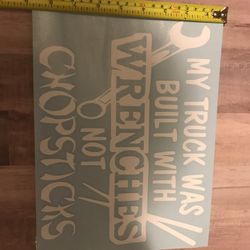 MY TRUCK WAS
BUILT WITH
WRENCHES
NOT
CHOPSTICKS